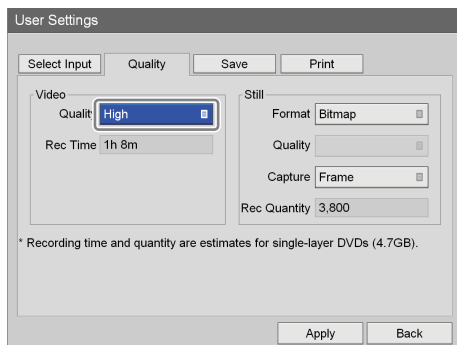 User Settings
Select Input Quality Save Print
Video
Quality High
Rec Time 1h 8m
Still
Format Bitmap
Quality
Capture Frame
Rec Quantity 3,800
* Recording time and quantity are estimates for single-layer DVDs (4.7GB).
Apply Back